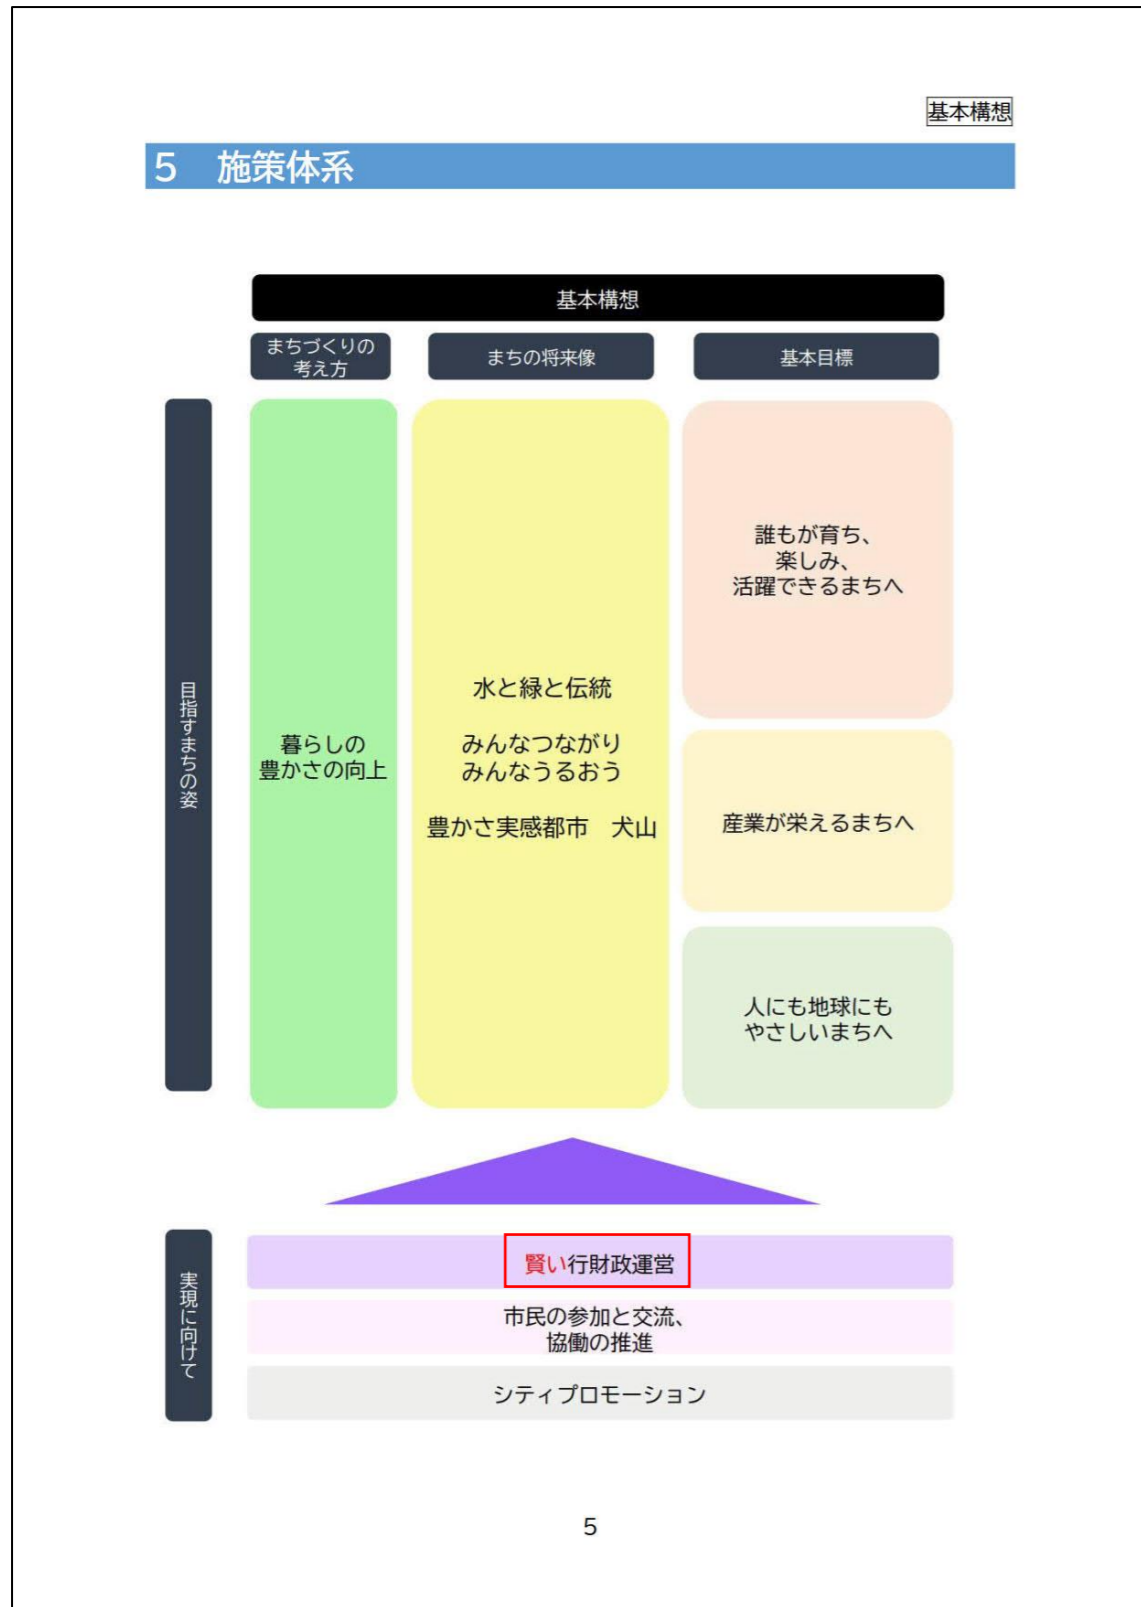 基本構想
5　施策体系
基本構想
まちづくりの
考え方
まちの将来像
基本目標
目指すまちの姿
暮らしの
豊かさの向上
水と緑と伝統
みんなつながり
みんなうるおう
豊かさ実感都市　犬山
誰もが育ち、
楽しみ、
活躍できるまちへ
産業が栄えるまちへ
人にも地球にも
やさしいまちへ
実現に向けて
賢い行財政運営
市民の参加と交流、
協働の推進
シティプロモーション
5